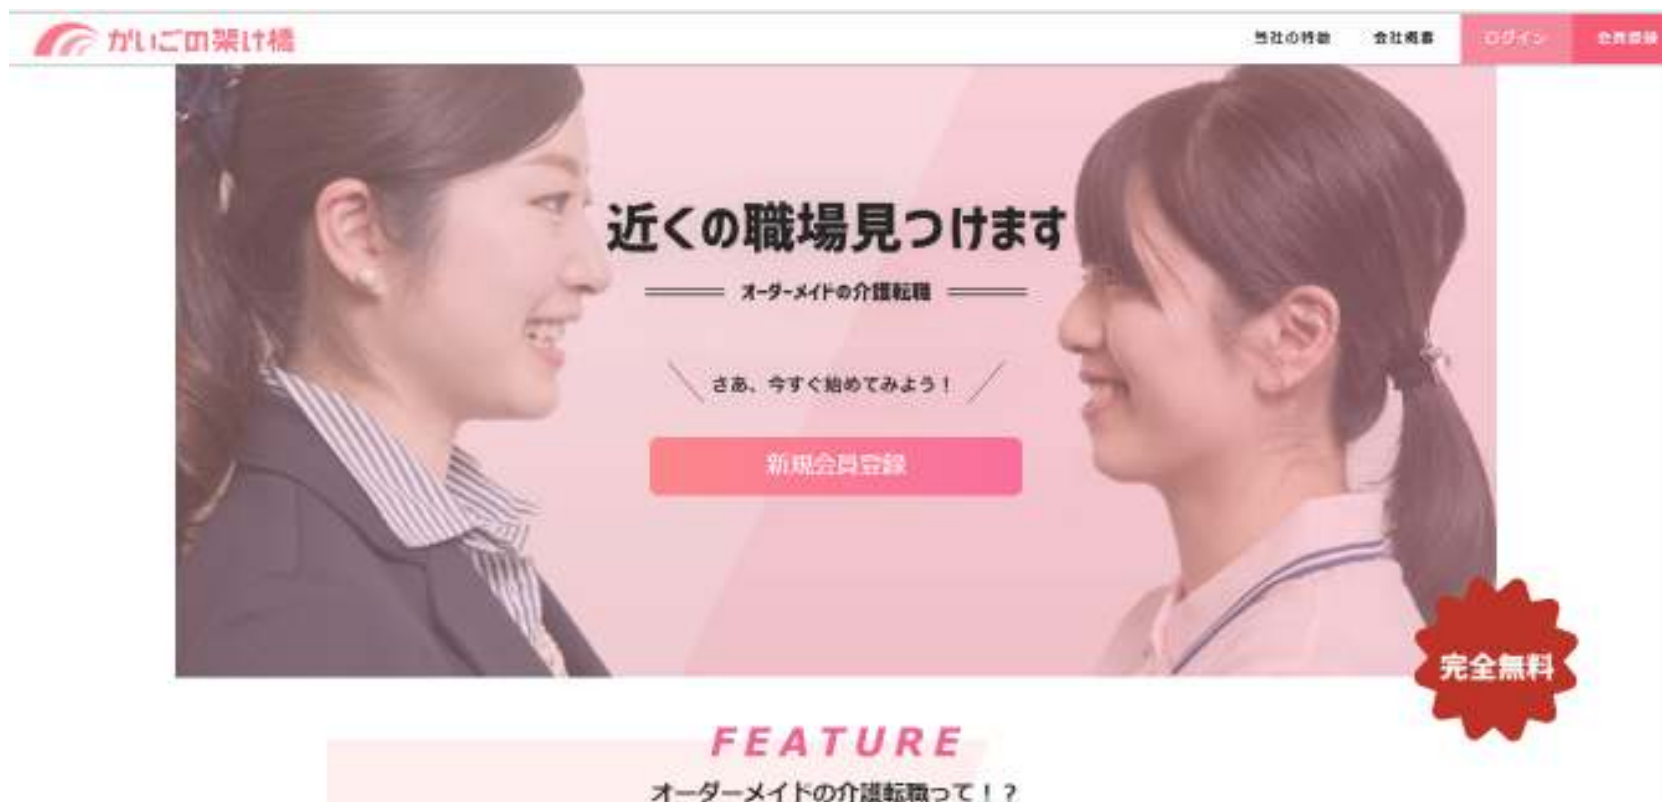 かいごの架け橋
当社の特徴 会社概要 ログイン 会員登録
近くの職場見つけます
オーダーメイドの介護転職
さあ、今すぐ始めてみよう！
新規会員登録
完全無料
FEATURE
オーダーメイドの介護転職って！？